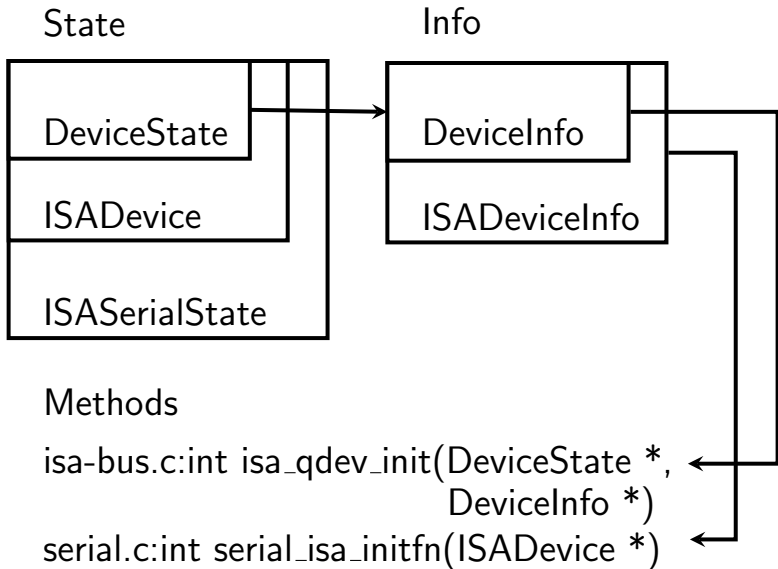 State
Info
DeviceState
DeviceInfo
ISADevice
ISADeviceInfo
ISASerialState
Methods
isa-bus.c:int isa_qdev_init(DeviceState *,
DeviceInfo *)
serial.c:int serial_isa_initfn(ISADevice *)